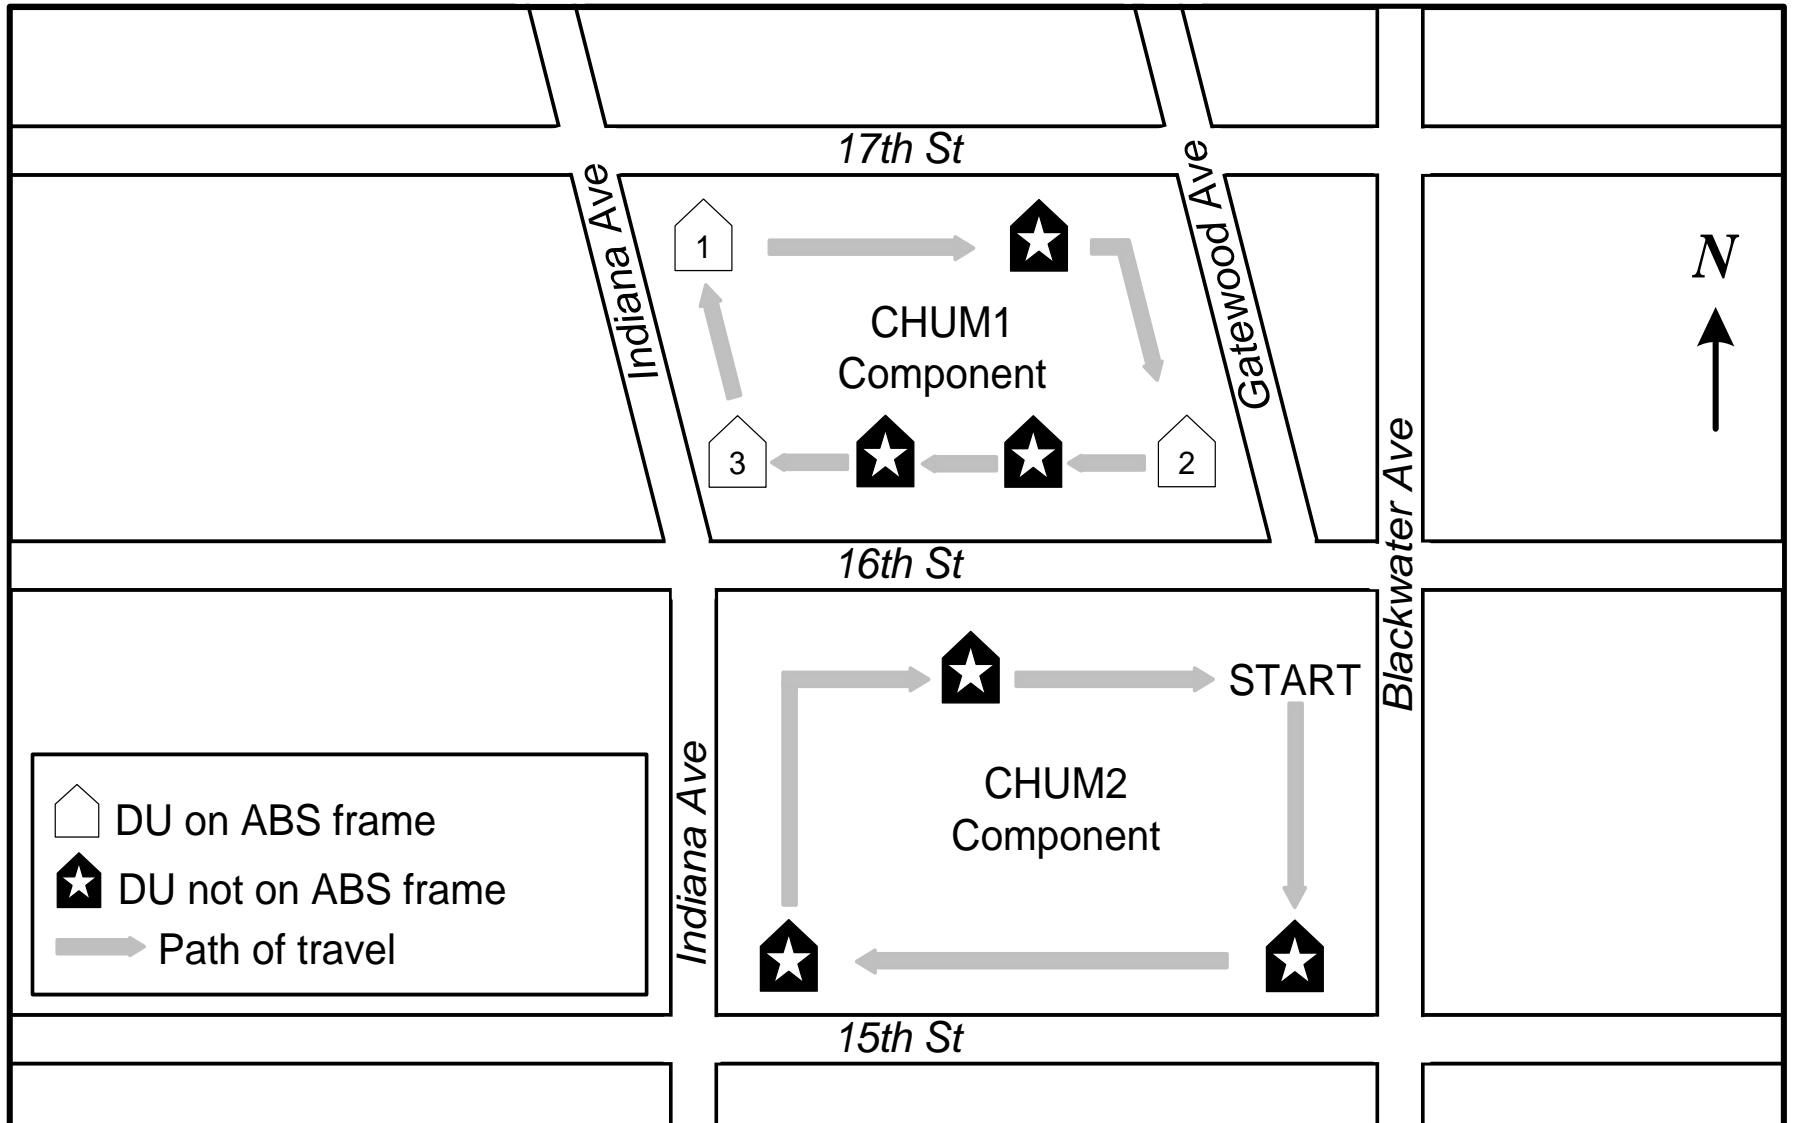 17th St
Indiana Ave
Gatewood Ave
1
N
CHUM1
Component
3
2
Blackwater Ave
16th St
START
Indiana Ave
CHUM2
Component
DU on ABS frame
DU not on ABS frame
Path of travel
15th St